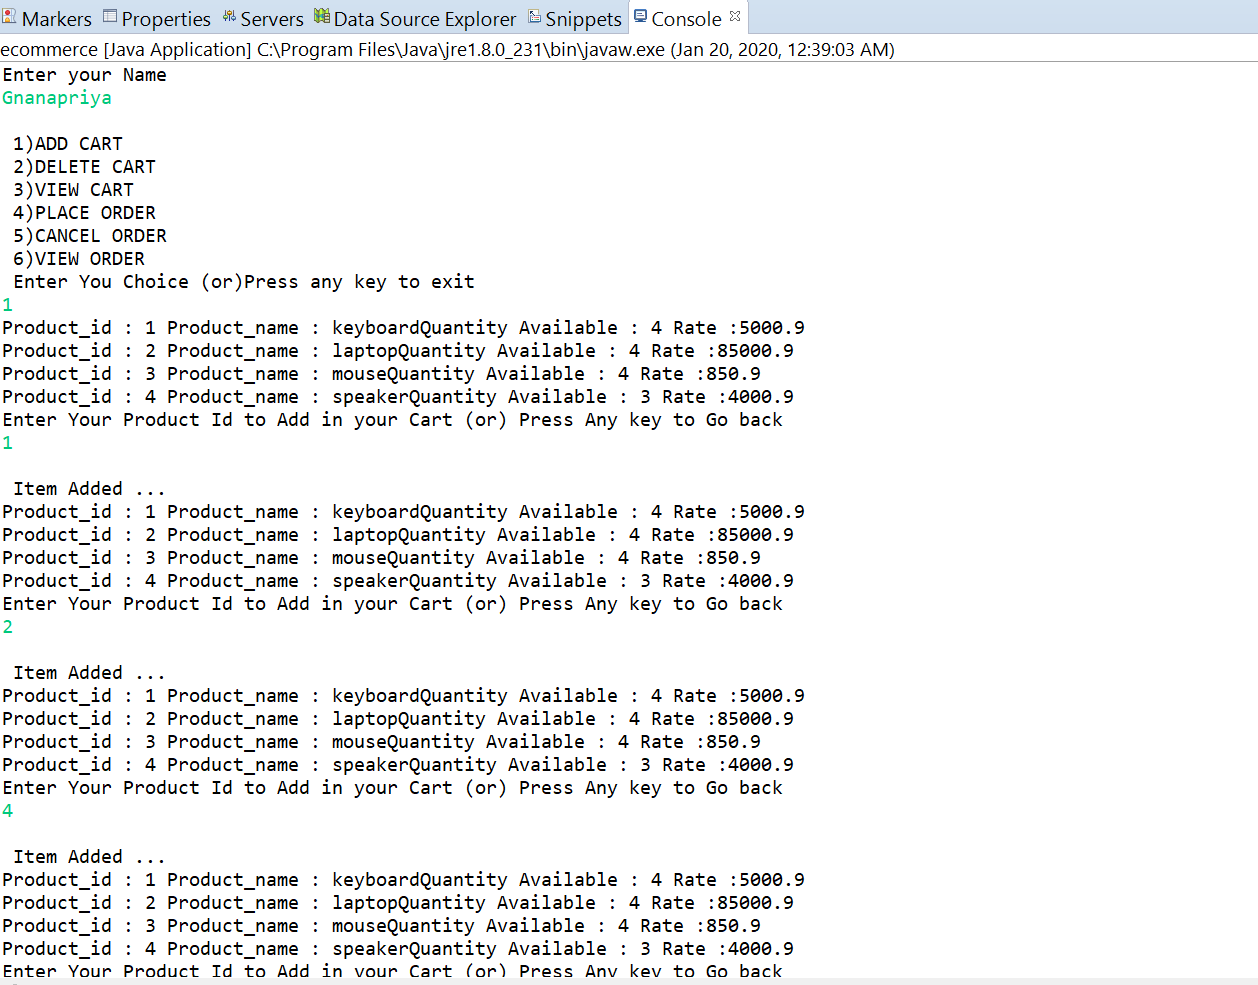 Markers Properties Servers Data Source Explorer Snippets Console
ecommerce [Java Application] C:\Program Files\Java\jre1.8.0_231\bin\javaw.exe (Jan 20, 2020, 12:39:03 AM)
Enter your Name
Gnanapriya
1)ADD CART
2)DELETE CART
3)VIEW CART
4)PLACE ORDER
5)CANCEL ORDER
6)VIEW ORDER
Enter You Choice (or)Press any key to exit
1
Product_id : 1 Product_name : keyboardQuantity Available : 4 Rate :5000.9
Product_id : 2 Product_name : laptopQuantity Available : 4 Rate :85000.9
Product_id : 3 Product_name : mouseQuantity Available : 4 Rate :850.9
Product_id : 4 Product_name : speakerQuantity Available : 3 Rate :4000.9
Enter Your Product Id to Add in your Cart (or) Press Any key to Go back
1
Item Added ...
Product_id : 1 Product_name : keyboardQuantity Available : 4 Rate :5000.9
Product_id : 2 Product_name : laptopQuantity Available : 4 Rate :85000.9
Product_id : 3 Product_name : mouseQuantity Available : 4 Rate :850.9
Product_id : 4 Product_name : speakerQuantity Available : 3 Rate :4000.9
Enter Your Product Id to Add in your Cart (or) Press Any key to Go back
2
Item Added ...
Product_id : 1 Product_name : keyboardQuantity Available : 4 Rate :5000.9
Product_id : 2 Product_name : laptopQuantity Available : 4 Rate :85000.9
Product_id : 3 Product_name : mouseQuantity Available : 4 Rate :850.9
Product_id : 4 Product_name : speakerQuantity Available : 3 Rate :4000.9
Enter Your Product Id to Add in your Cart (or) Press Any key to Go back
4
Item Added ...
Product_id : 1 Product_name : keyboardQuantity Available : 4 Rate :5000.9
Product_id : 2 Product_name : laptopQuantity Available : 4 Rate :85000.9
Product_id : 3 Product_name : mouseQuantity Available : 4 Rate :850.9
Product_id : 4 Product_name : speakerQuantity Available : 3 Rate :4000.9
Enter Your Product Id to Add in your Cart (or) Press Any key to Go back